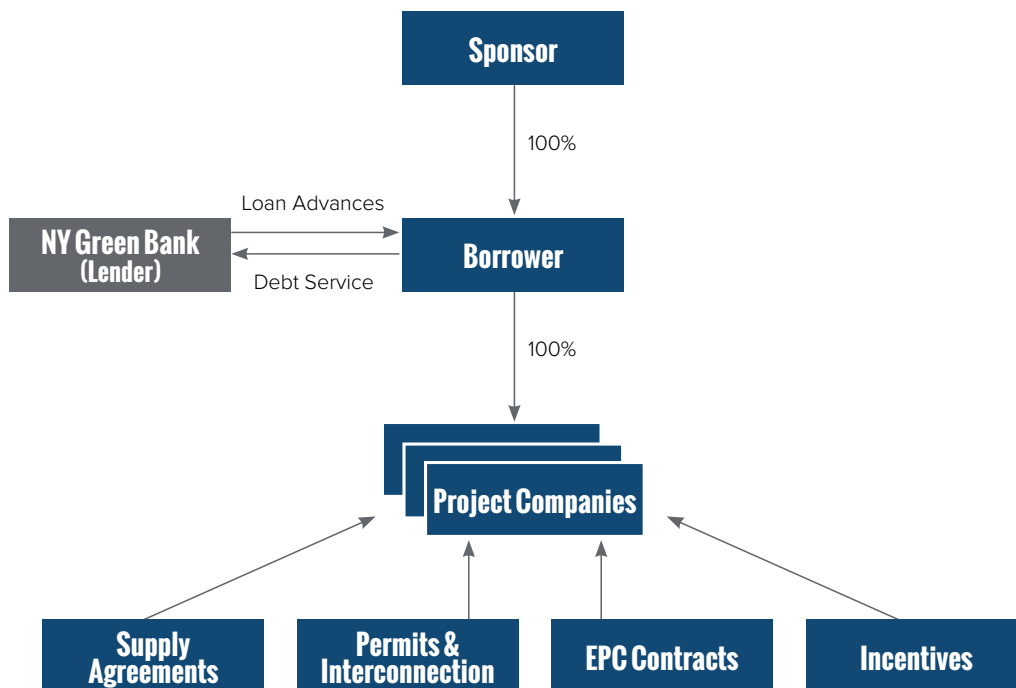 Sponsor
100%
Loan Advances
NY Green Bank
(Lender)
Borrower
Debt Service
100%
Project Companies
Supply
Agreements
Permits &
Interconnection
EPC Contracts
Incentives